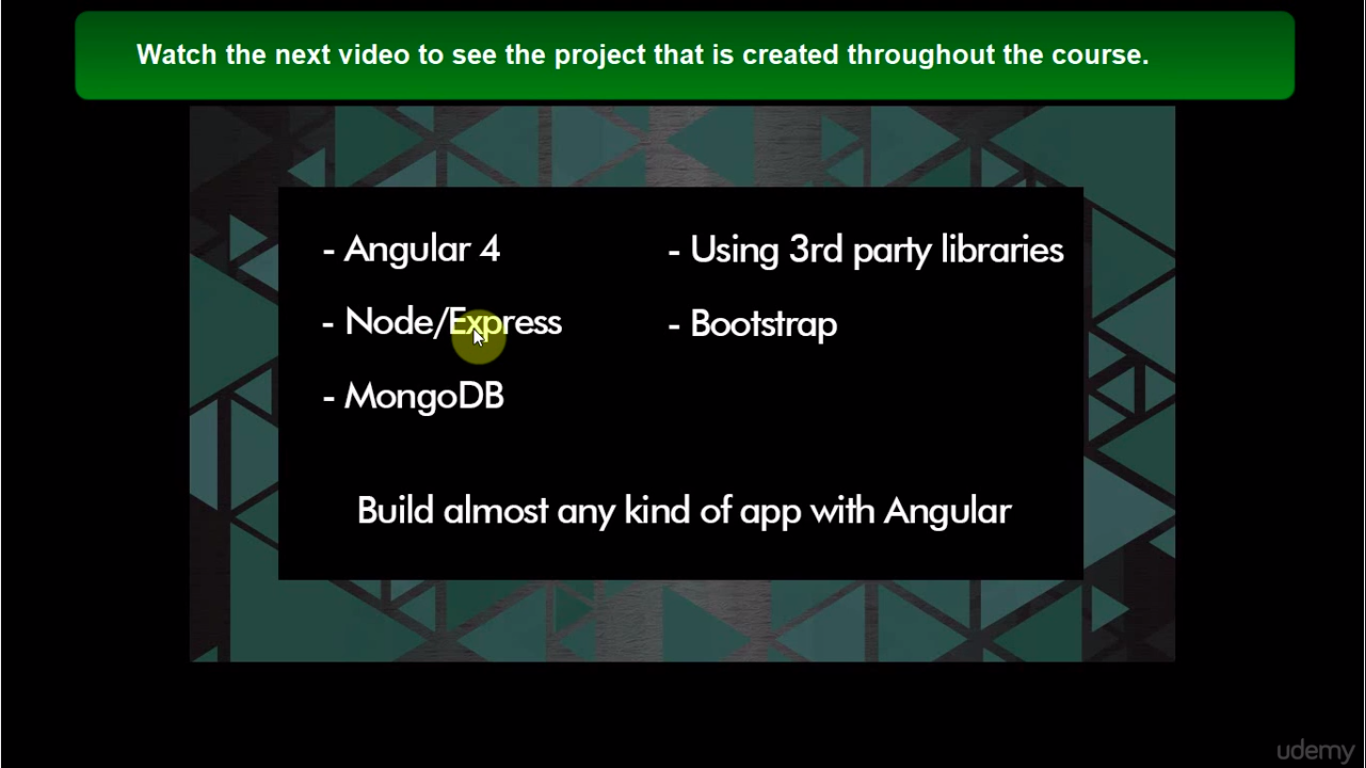 Watch the next video to see the project that is created throughout the course.
- Angular 4
- Node/Express
- MongoDB
- Using 3rd party libraries
- Bootstrap
Build almost any kind of app with Angular
udemy